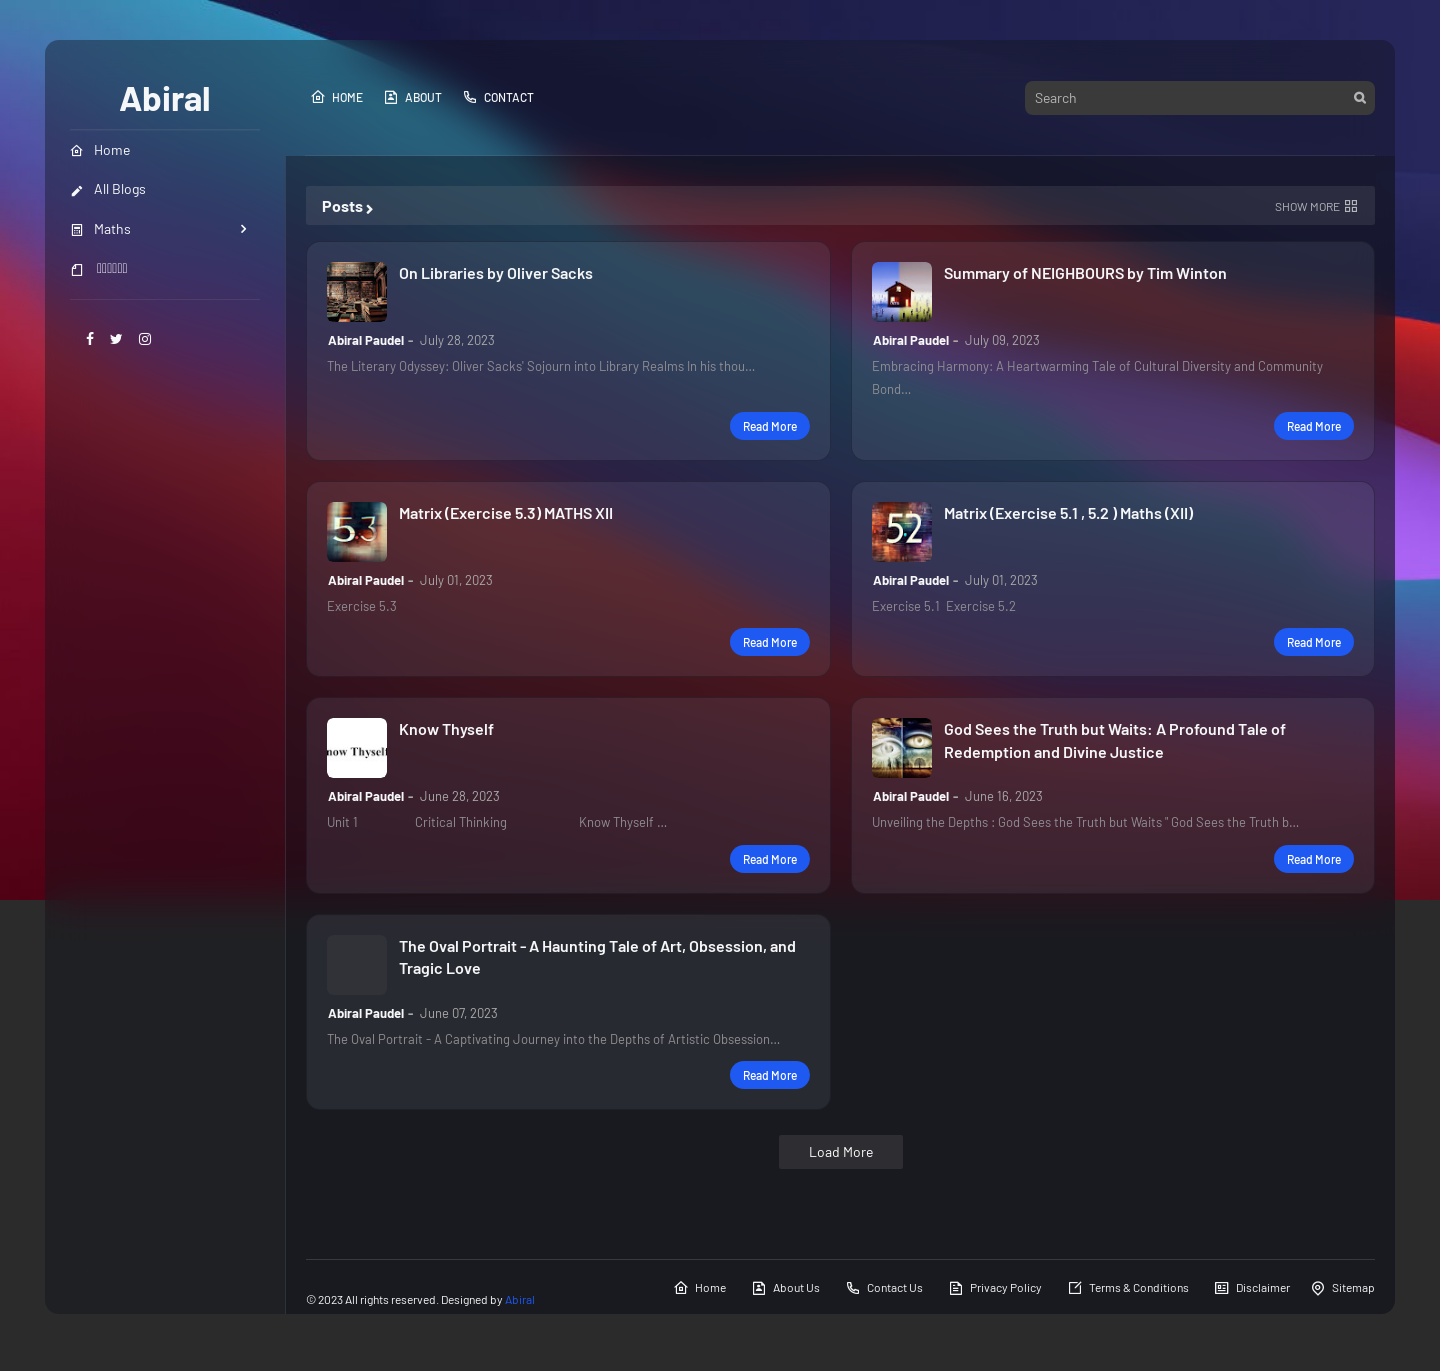 Abiral
HOME
ABOUT
CONTACT
Search
Home
All Blogs
Maths
Posts
SHOW MORE
On Libraries by Oliver Sacks
Abiral Paudel - July 28, 2023
The Literary Odyssey: Oliver Sacks' Sojourn into Library Realms In his thou…
Read More
Summary of NEIGHBOURS by Tim Winton
Abiral Paudel - July 09, 2023
Embracing Harmony: A Heartwarming Tale of Cultural Diversity and Community
Bond…
Read More
5.3
Matrix (Exercise 5.3) MATHS XII
Abiral Paudel - July 01, 2023
Exercise 5.3
Read More
5.2
Matrix (Exercise 5.1 , 5.2 ) Maths (XII)
Abiral Paudel - July 01, 2023
Exercise 5.1 Exercise 5.2
Read More
now Thysel
Know Thyself
Abiral Paudel - June 28, 2023
Unit 1 Critical Thinking Know Thyself …
Read More
God Sees the Truth but Waits: A Profound Tale of
Redemption and Divine Justice
Abiral Paudel - June 16, 2023
Unveiling the Depths : God Sees the Truth but Waits " God Sees the Truth b…
Read More
The Oval Portrait - A Haunting Tale of Art, Obsession, and
Tragic Love
Abiral Paudel - June 07, 2023
The Oval Portrait - A Captivating Journey into the Depths of Artistic Obsession…
Read More
Load More
Home
About Us
Contact Us
Privacy Policy
Terms & Conditions
Disclaimer
Sitemap
© 2023 All rights reserved. Designed by Abiral